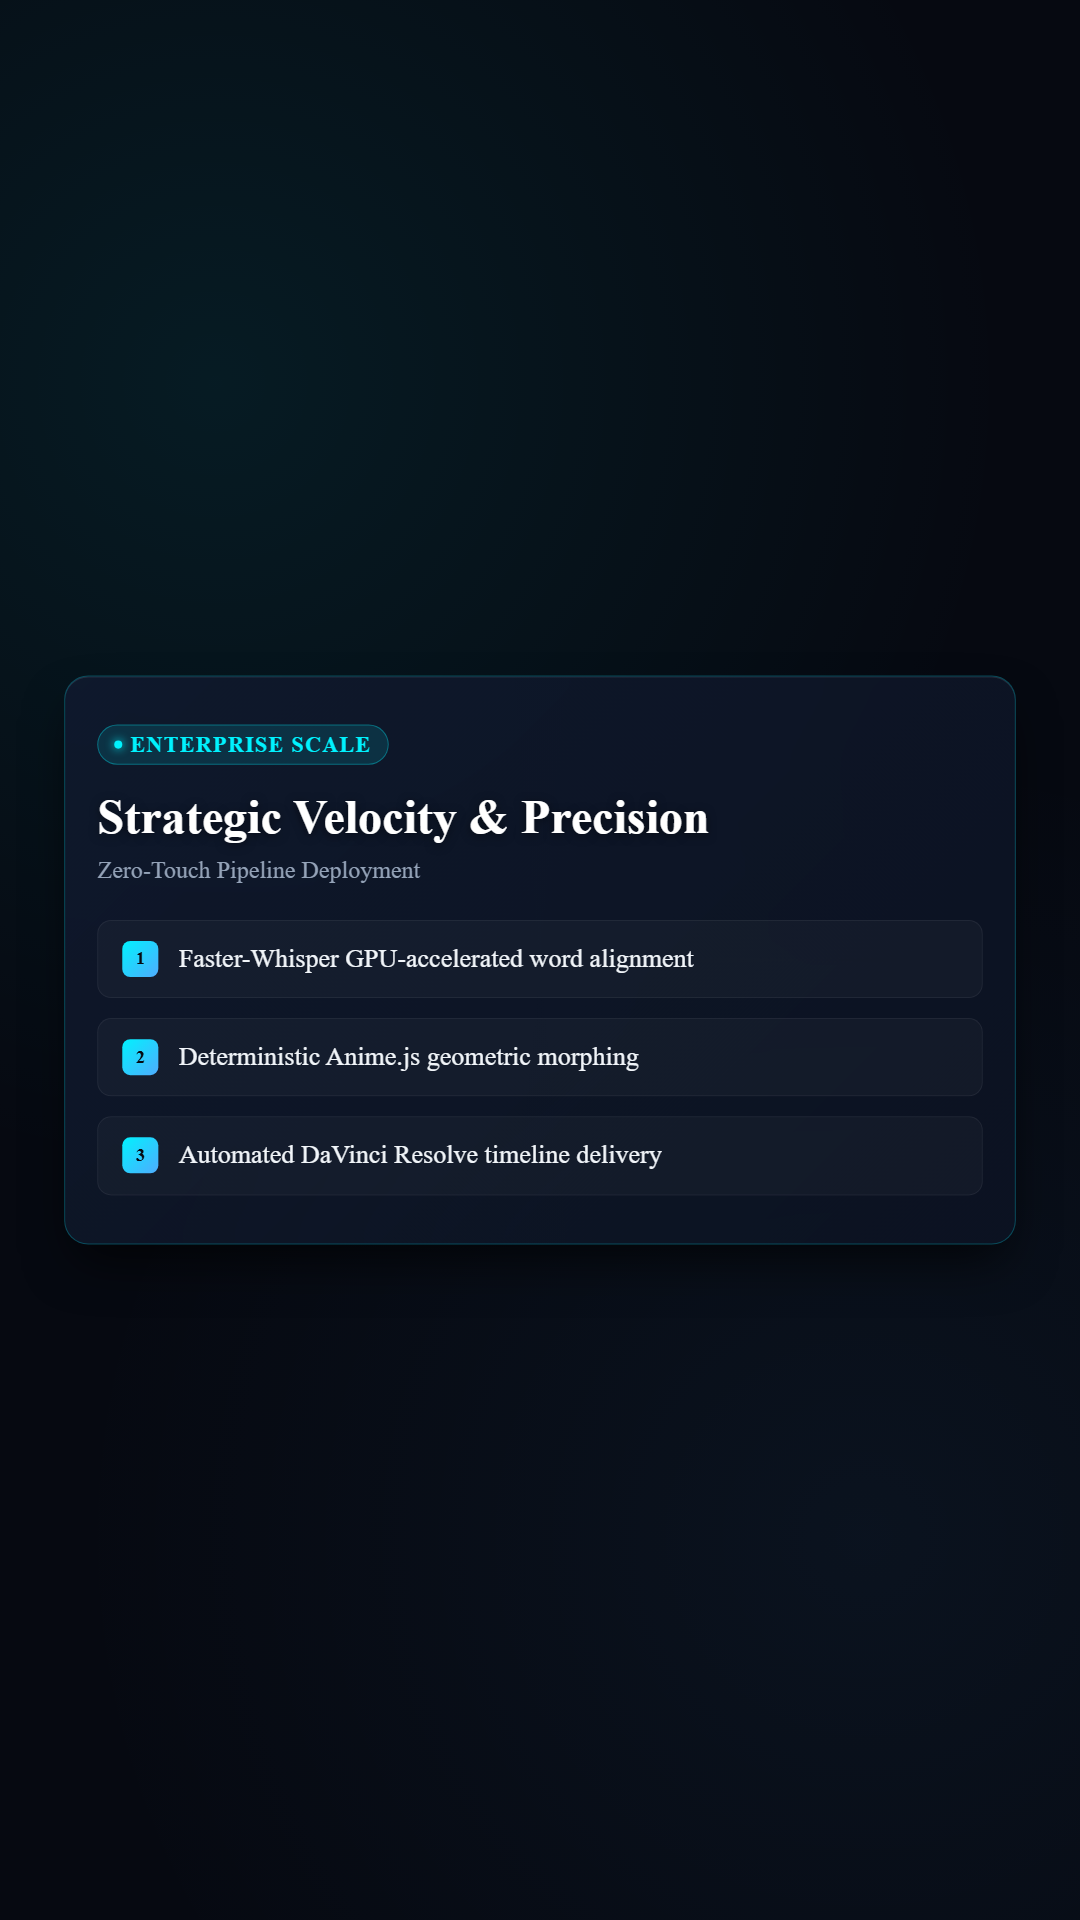 ENTERPRISE SCALE
Strategic Velocity & Precision
Zero-Touch Pipeline Deployment
1 Faster-Whisper GPU-accelerated word alignment
2 Deterministic Anime.js geometric morphing
3 Automated DaVinci Resolve timeline delivery